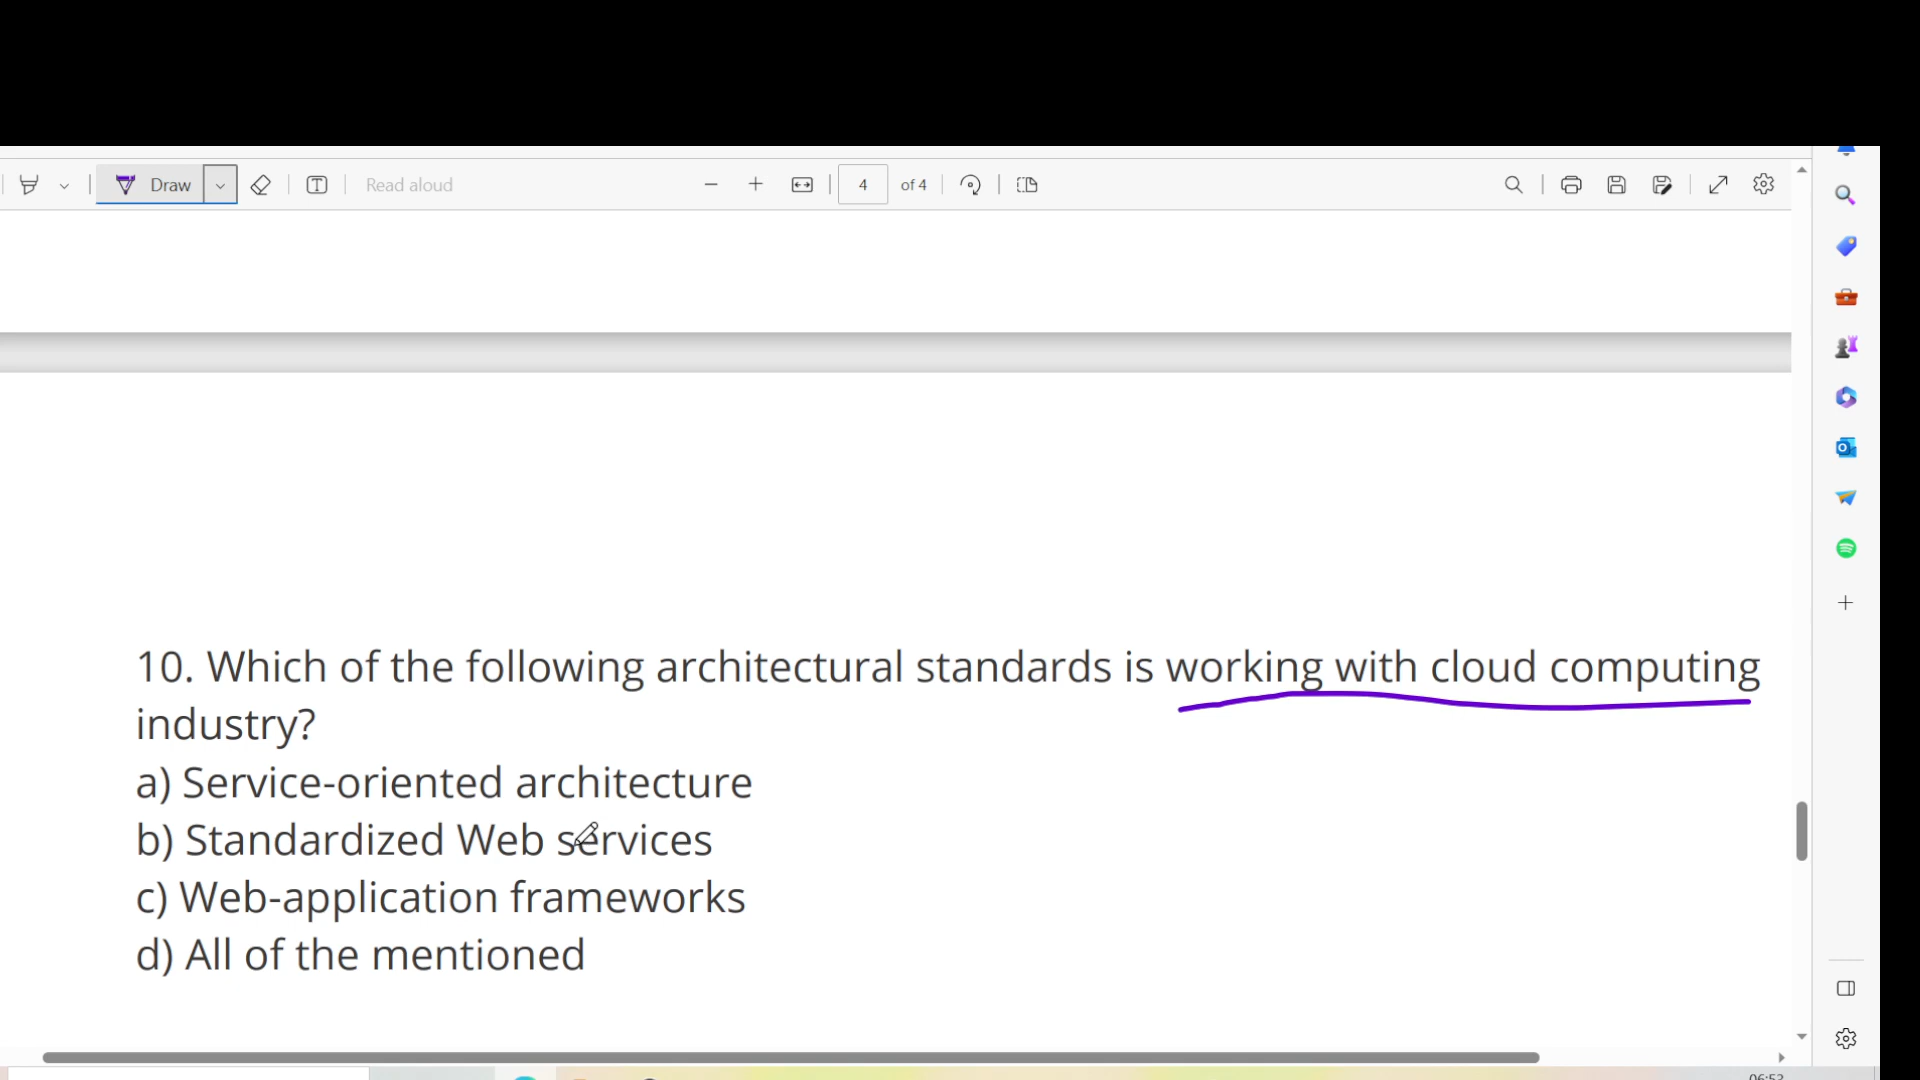 Draw
Read aloud
4
of 4
10. Which of the following architectural standards is working with cloud computing
industry?
a) Service-oriented architecture
b) Standardized Web services
c) Web-application frameworks
d) All of the mentioned